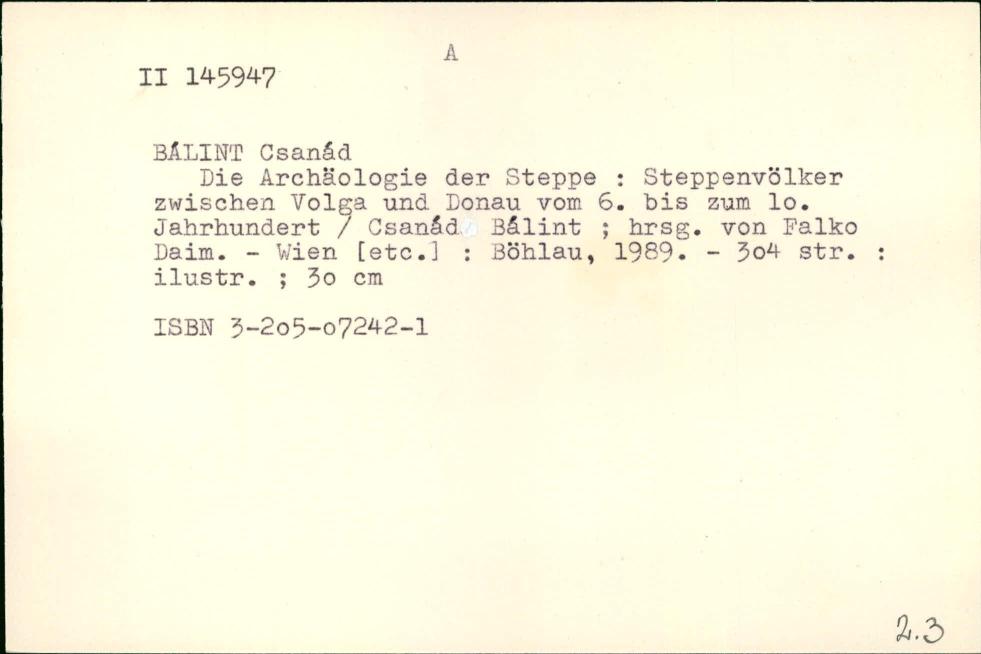 A
II 145947
BÁLINT Csanád
Die Archäologie der Steppe : Steppenvölker
zwischen Volga und Donau vom 6. bis zum lo.
Jahrhundert / Csanád Bálint ; hrsg. von Falko
Daim. - Wien [etc.] : Böhlau, 1989. - 3o4 str. :
ilustr. ; 3o cm
ISBN 3-2o5-o7242-1
2.3